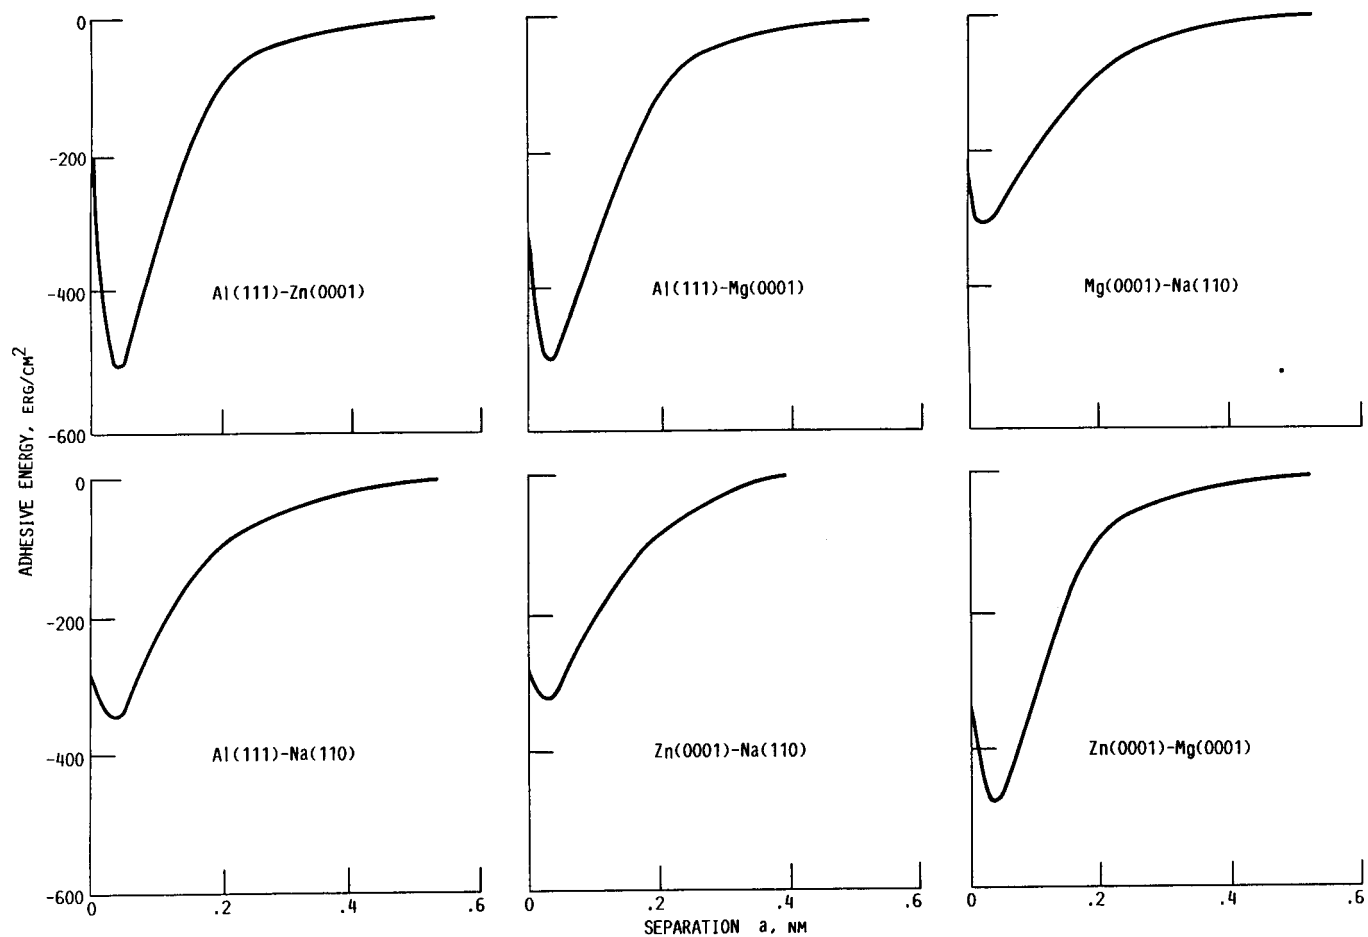 0
-200
-400
-600
Al(111)-Zn(0001)
Al(111)-Mg(0001)
Mg(0001)-Na(110)
ADHESIVE ENERGY, ERG/CM2
0
-200
-400
-600
Al(111)-Na(110)
Zn(0001)-Na(110)
Zn(0001)-Mg(0001)
0 .2 .4 .6
0 .2 .4 .6
0 .2 .4 .6
SEPARATION a, NM